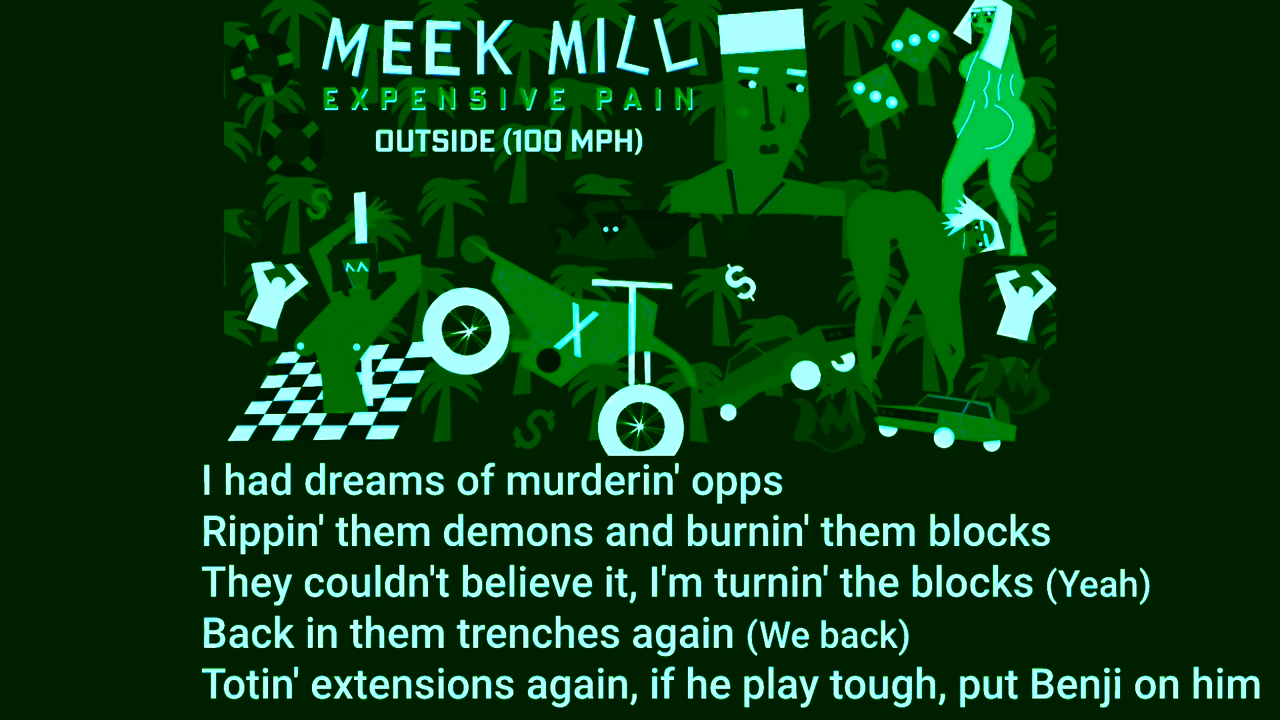 MEEK MILL
EXPENSIVE PAIN
OUTSIDE (100 MPH)
I had dreams of murderin' opps
Rippin' them demons and burnin' them blocks
They couldn't believe it, I'm turnin' the blocks (Yeah)
Back in them trenches again (We back)
Totin' extensions again, if he play tough, put Benji on him